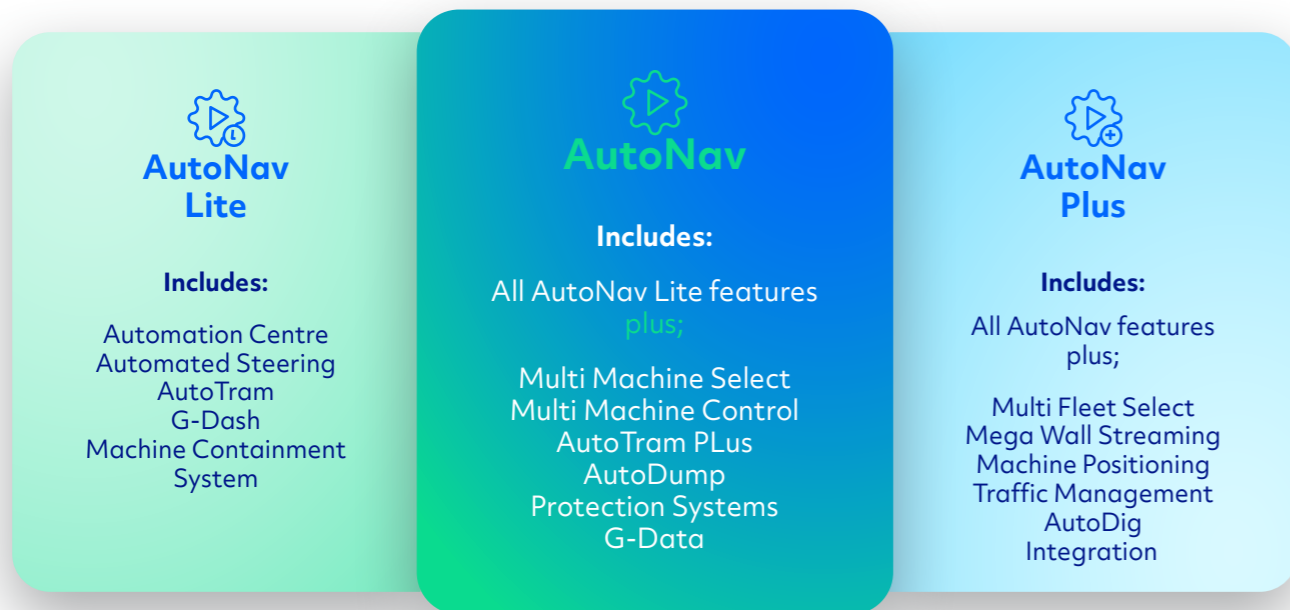 AutoNav
Lite
Includes:
Automation Centre
Automated Steering
AutoTram
G-Dash
Machine Containment
System
AutoNav
Includes:
All AutoNav Lite features
plus;
Multi Machine Select
Multi Machine Control
AutoTram PLus
AutoDump
Protection Systems
G-Data
AutoNav
Plus
Includes:
All AutoNav features
plus;
Multi Fleet Select
Mega Wall Streaming
Machine Positioning
Traffic Management
AutoDig
Integration